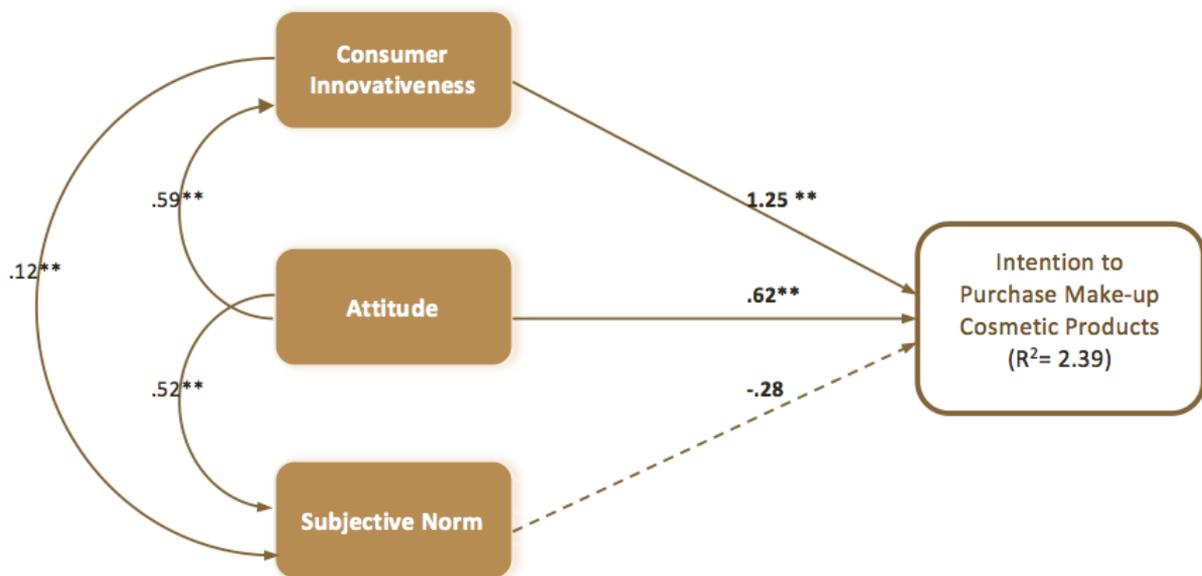 Consumer
Innovativeness
.59**
1.25 **
.12**
Attitude
.62**
Intention to
Purchase Make-up
Cosmetic Products
(R²= 2.39)
.52**
-.28
Subjective Norm